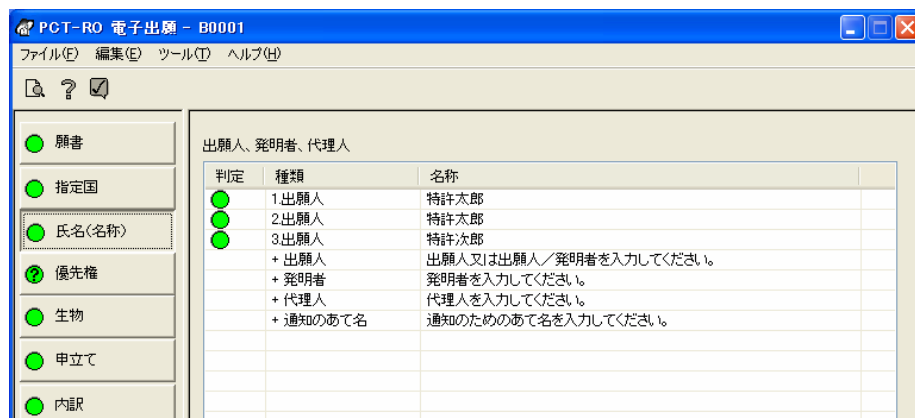 PCT-RO 電子出願 - B0001
ファイル(F) 編集(E) ツール(T) ヘルプ(H)
願書
指定国
氏名(名称)
優先権
生物
申立て
内訳
出願人、発明者、代理人
判定 種類 名称
1.出願人 特許太郎
2.出願人 特許太郎
3.出願人 特許次郎
+ 出願人 出願人又は出願人／発明者を入力してください。
+ 発明者 発明者を入力してください。
+ 代理人 代理人を入力してください。
+ 通知のあて名 通知のためのあて名を入力してください。